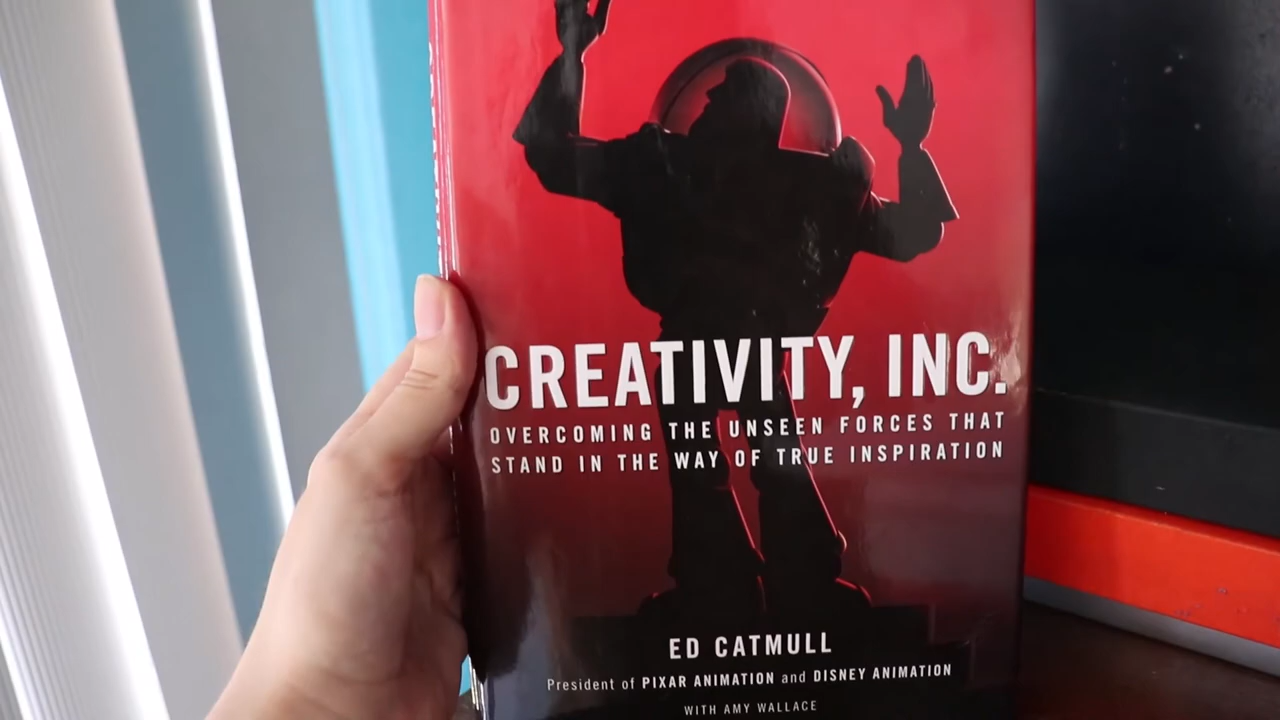 CREATIVITY, INC.
OVERCOMING THE UNSEEN FORCES THAT
STAND IN THE WAY OF TRUE INSPIRATION
ED CATMULL
President of PIXAR ANIMATION and DISNEY ANIMATION
WITH AMY WALLACE